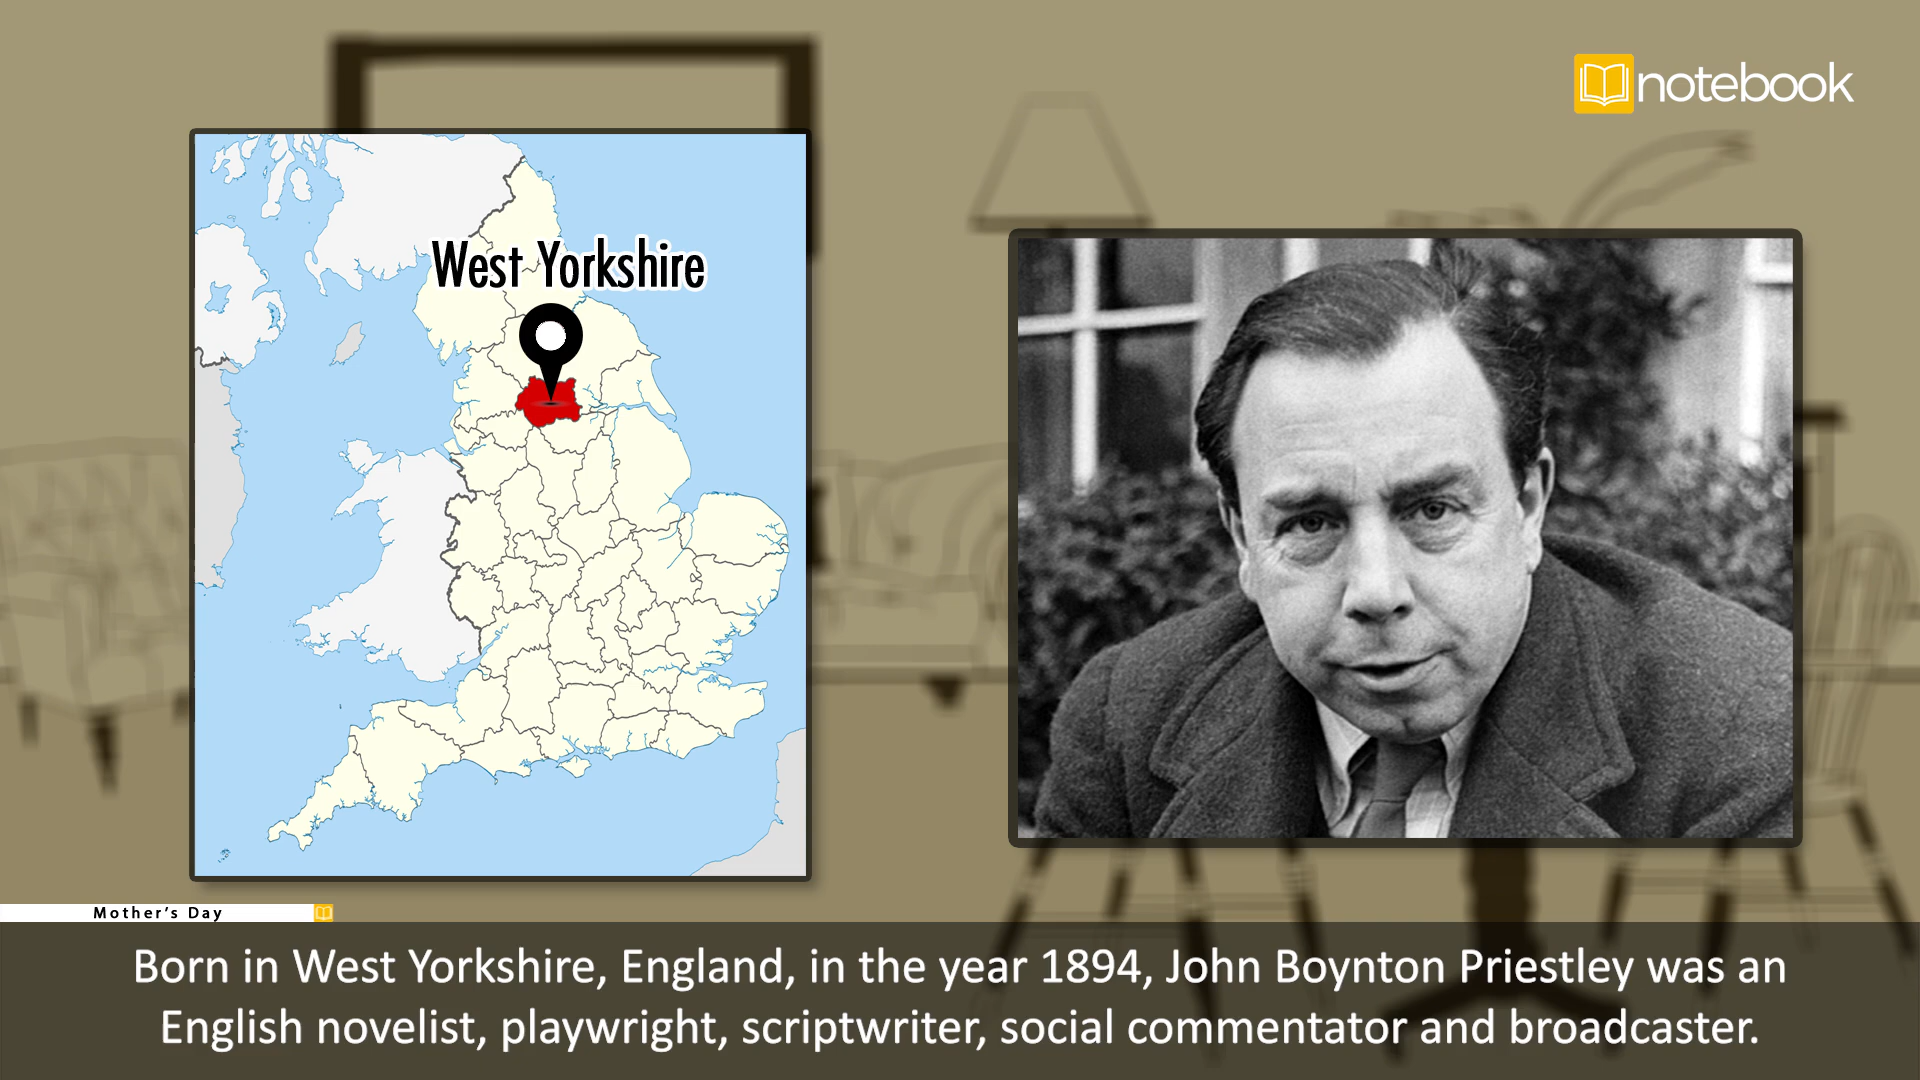 notebook
West Yorkshire
Mother's Day
Born in West Yorkshire, England, in the year 1894, John Boynton Priestley was an
English novelist, playwright, scriptwriter, social commentator and broadcaster.